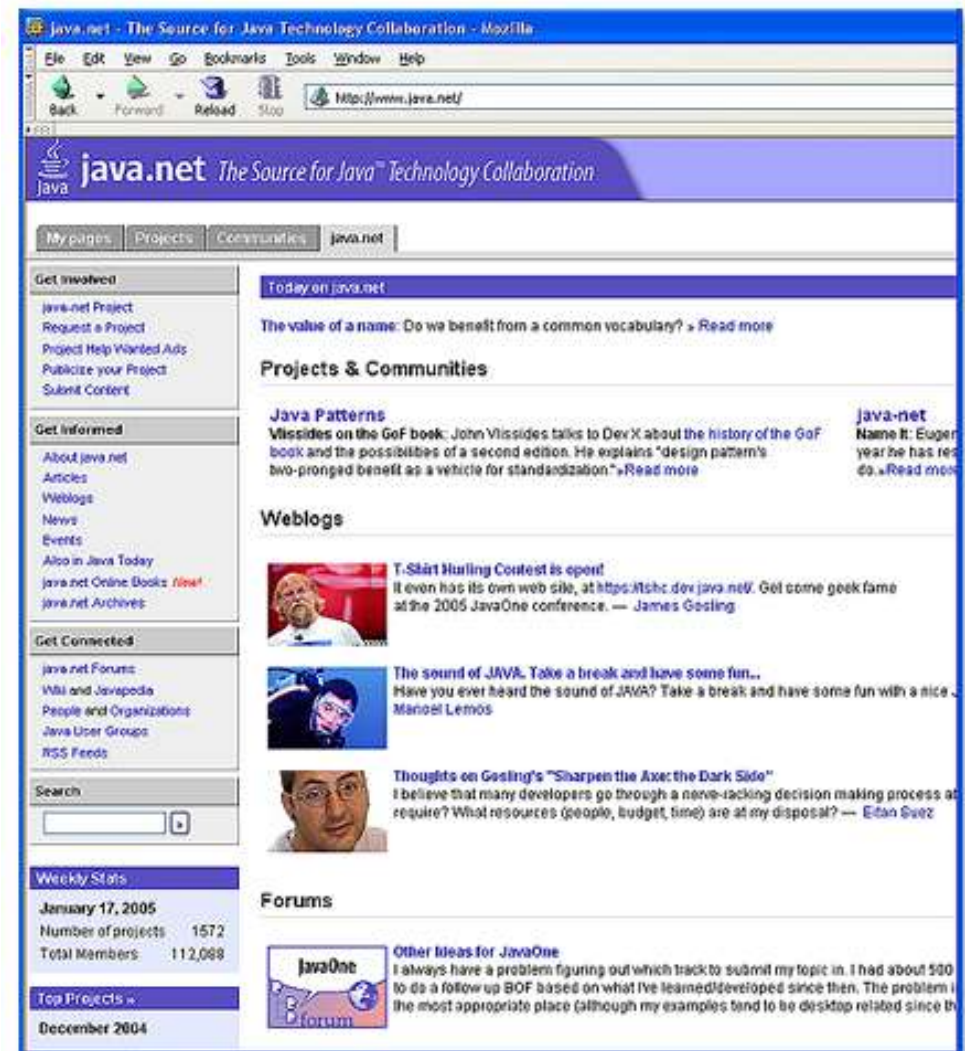 java.net - The Source for Java Technology Collaboration - Mozilla
File Edit View Go Bookmarks Tools Window Help
Back Forward Reload Stop http://www.java.net/
Java java.net The Source for Java™ Technology Collaboration
My pages Projects Communities java.net
Get Involved
java-net Project
Request a Project
Project Help Wanted Ads
Publicize your Project
Submit Content
Get Informed
About java.net
Articles
Weblogs
News
Events
Also in Java Today
java.net Online Books New!
java.net Archives
Get Connected
java.net Forums
Wiki and Javapedia
People and Organizations
Java User Groups
RSS Feeds
Search
»
Weekly Stats
January 17, 2005
Number of projects 1572
Total Members 112,088
Top Projects »
December 2004
Today on java.net
The value of a name: Do we benefit from a common vocabulary? » Read more
Projects & Communities
Java Patterns
Vlissides on the GoF book: John Vlissides talks to DevX about the history of the GoF
book and the possibilities of a second edition. He explains "design pattern's
two-pronged benefit as a vehicle for standardization."»Read more
java-net
Name It: Euger
year he has res
do.»Read more
Weblogs
T-Shirt Hurling Contest is open!
It even has its own web site, at https://tshc.dev.java.net/. Get some geek fame
at the 2005 JavaOne conference. — James Gosling
The sound of JAVA. Take a break and have some fun...
Have you ever heard the sound of JAVA? Take a break and have some fun with a nice J
Manoel Lemos
Thoughts on Gosling's "Sharpen the Axe: the Dark Side"
I believe that many developers go through a nerve-racking decision making process at
require? What resources (people, budget, time) are at my disposal? — Eitan Suez
Forums
JavaOne
forum
Other Ideas for JavaOne
I always have a problem figuring out which track to submit my topic in. I had about 500
to do a follow up BOF based on what I've learned/developed since then. The problem i
the most appropriate place (although my examples tend to be desktop related since th